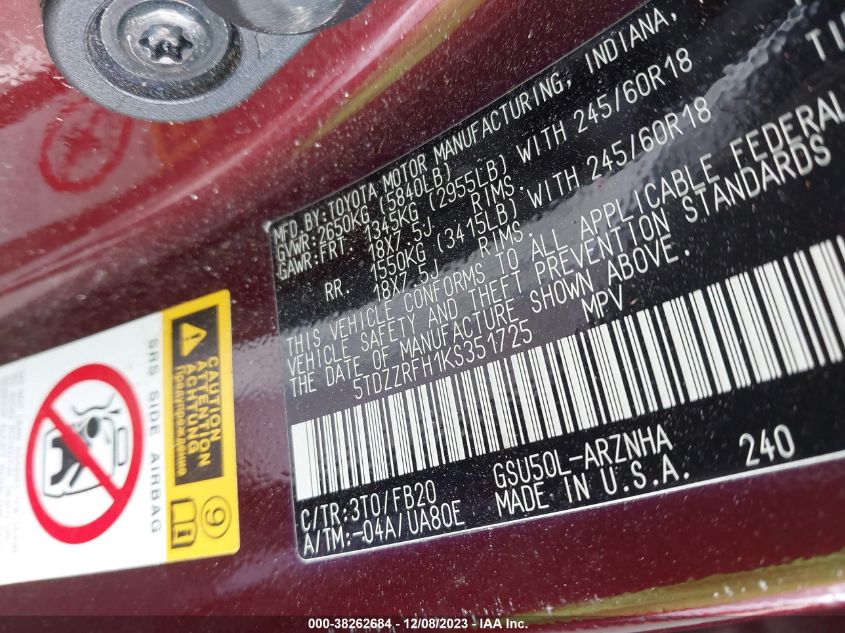 MFD.BY:TOYOTA MOTOR MANUFACTURING, INDIANA,
GVWR:2650KG (5840LB)
GAWR:FRT. 1345KG (2955LB) WITH 245/60R18
18X7.5J RIMS.
RR. 1550KG (3415LB) WITH 245/60R18
18X7.5J RIMS.
THIS VEHICLE CONFORMS TO ALL APPLICABLE FEDERAL
VEHICLE SAFETY AND THEFT PREVENTION STANDARDS
THE DATE OF MANUFACTURE SHOWN ABOVE.
5TDZZRFH1KS351725 MPV
C/TR:3T0/FB20 GSU50L-ARZNHA 240
A/TM:-04A/UA80E MADE IN U.S.A.
CAUTION
ATTENTION
Предупреждение
SRS SIDE AIRBAG
9
000-38262684 - 12/08/2023 - IAA Inc.